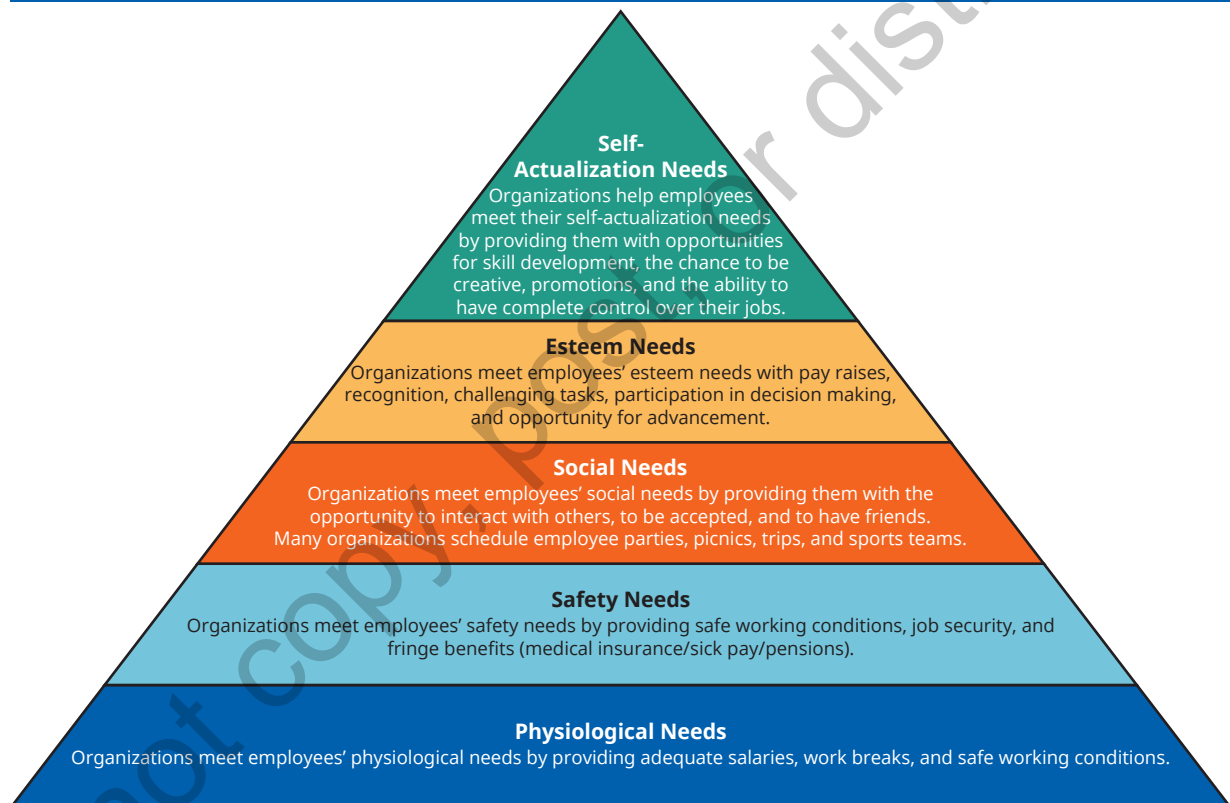 Self-
Actualization Needs
Organizations help employees
meet their self-actualization needs
by providing them with opportunities
for skill development, the chance to be
creative, promotions, and the ability to
have complete control over their jobs.
Esteem Needs
Organizations meet employees’ esteem needs with pay raises,
recognition, challenging tasks, participation in decision making,
and opportunity for advancement.
Social Needs
Organizations meet employees’ social needs by providing them with the
opportunity to interact with others, to be accepted, and to have friends.
Many organizations schedule employee parties, picnics, trips, and sports teams.
Safety Needs
Organizations meet employees’ safety needs by providing safe working conditions, job security, and
fringe benefits (medical insurance/sick pay/pensions).
Physiological Needs
Organizations meet employees’ physiological needs by providing adequate salaries, work breaks, and safe working conditions.
not copy, post, or dist